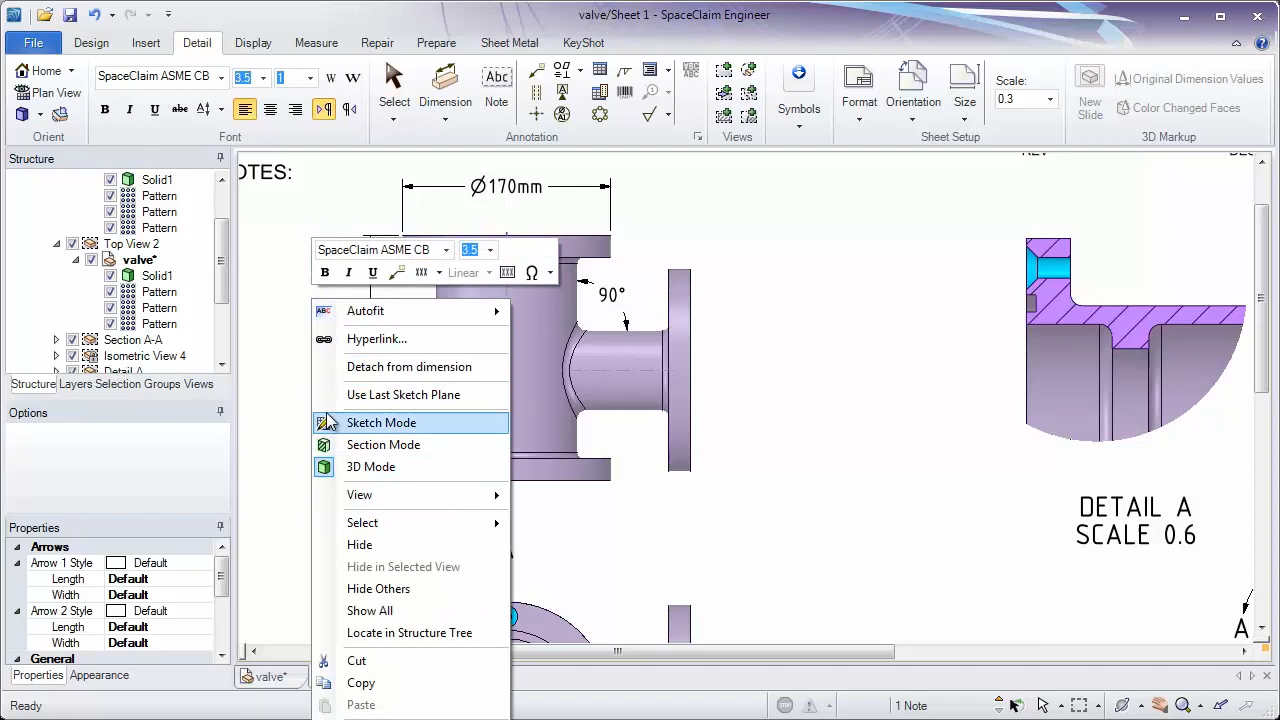 valve/Sheet 1 - SpaceClaim Engineer
File Design Insert Detail Display Measure Repair Prepare Sheet Metal KeyShot
Home
Plan View
Orient
SpaceClaim ASME CB 3.5 1 W W
B I U abc A
Font
Select
Dimension
Abc
Note
Annotation
Views
Symbols
Format
Orientation
Size
Scale:
0.3
Sheet Setup
New Slide
Original Dimension Values
Color Changed Faces
3D Markup
Structure
Solid1
Pattern
Pattern
Pattern
Top View 2
valve*
Solid1
Pattern
Pattern
Pattern
Section A-A
Isometric View 4
Detail A
Structure Layers Selection Groups Views
Options
Properties
Arrows
Arrow 1 Style Default
Length Default
Width Default
Arrow 2 Style Default
Length Default
Width Default
General
Properties Appearance
Ready
OTES:
Ø170mm
90°
SpaceClaim ASME CB 3.5
B I U Linear Ω
ABC Autofit
Hyperlink...
Detach from dimension
Use Last Sketch Plane
Sketch Mode
Section Mode
3D Mode
View
Select
Hide
Hide in Selected View
Hide Others
Show All
Locate in Structure Tree
Cut
Copy
Paste
DETAIL A
SCALE 0.6
A
valve*
1 Note